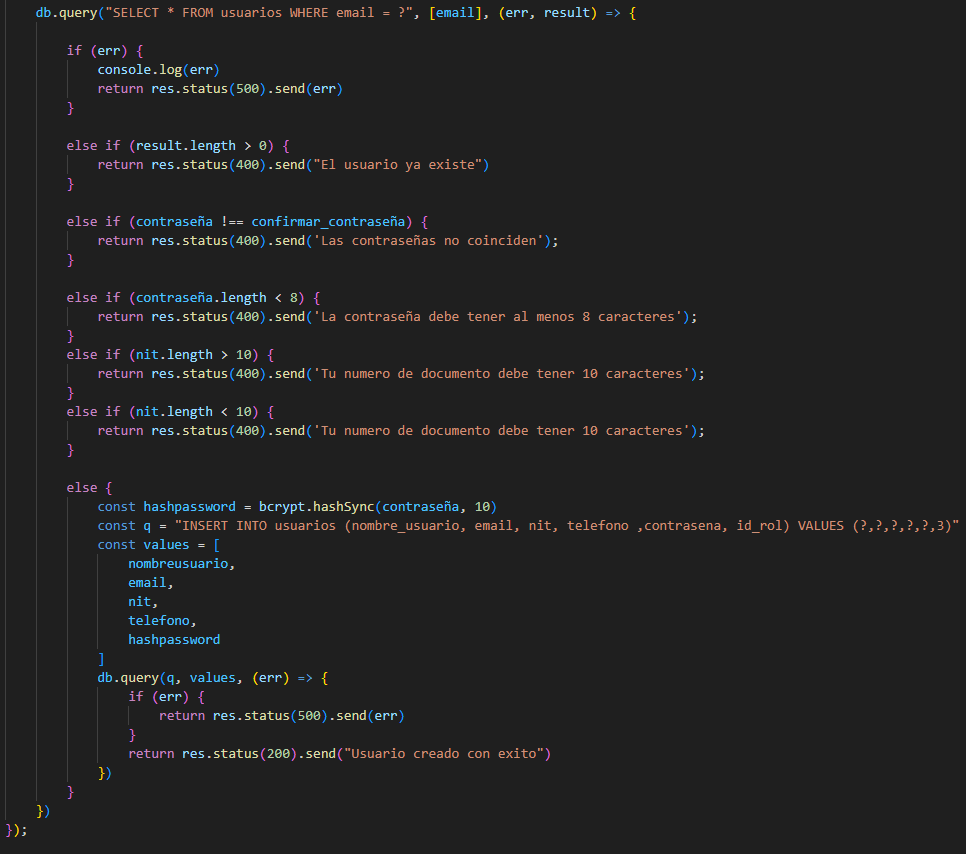 db.query("SELECT * FROM usuarios WHERE email = ?", [email], (err, result) => {
if (err) {
console.log(err)
return res.status(500).send(err)
}
else if (result.length > 0) {
return res.status(400).send("El usuario ya existe")
}
else if (contraseña !== confirmar_contraseña) {
return res.status(400).send('Las contraseñas no coinciden');
}
else if (contraseña.length < 8) {
return res.status(400).send('La contraseña debe tener al menos 8 caracteres');
}
else if (nit.length > 10) {
return res.status(400).send('Tu numero de documento debe tener 10 caracteres');
}
else if (nit.length < 10) {
return res.status(400).send('Tu numero de documento debe tener 10 caracteres');
}
else {
const hashpassword = bcrypt.hashSync(contraseña, 10)
const q = "INSERT INTO usuarios (nombre_usuario, email, nit, telefono ,contrasena, id_rol) VALUES (?,?,?,?,?,3)"
const values = [
nombreusuario,
email,
nit,
telefono,
hashpassword
]
db.query(q, values, (err) => {
if (err) {
return res.status(500).send(err)
}
return res.status(200).send("Usuario creado con exito")
})
}
})
});